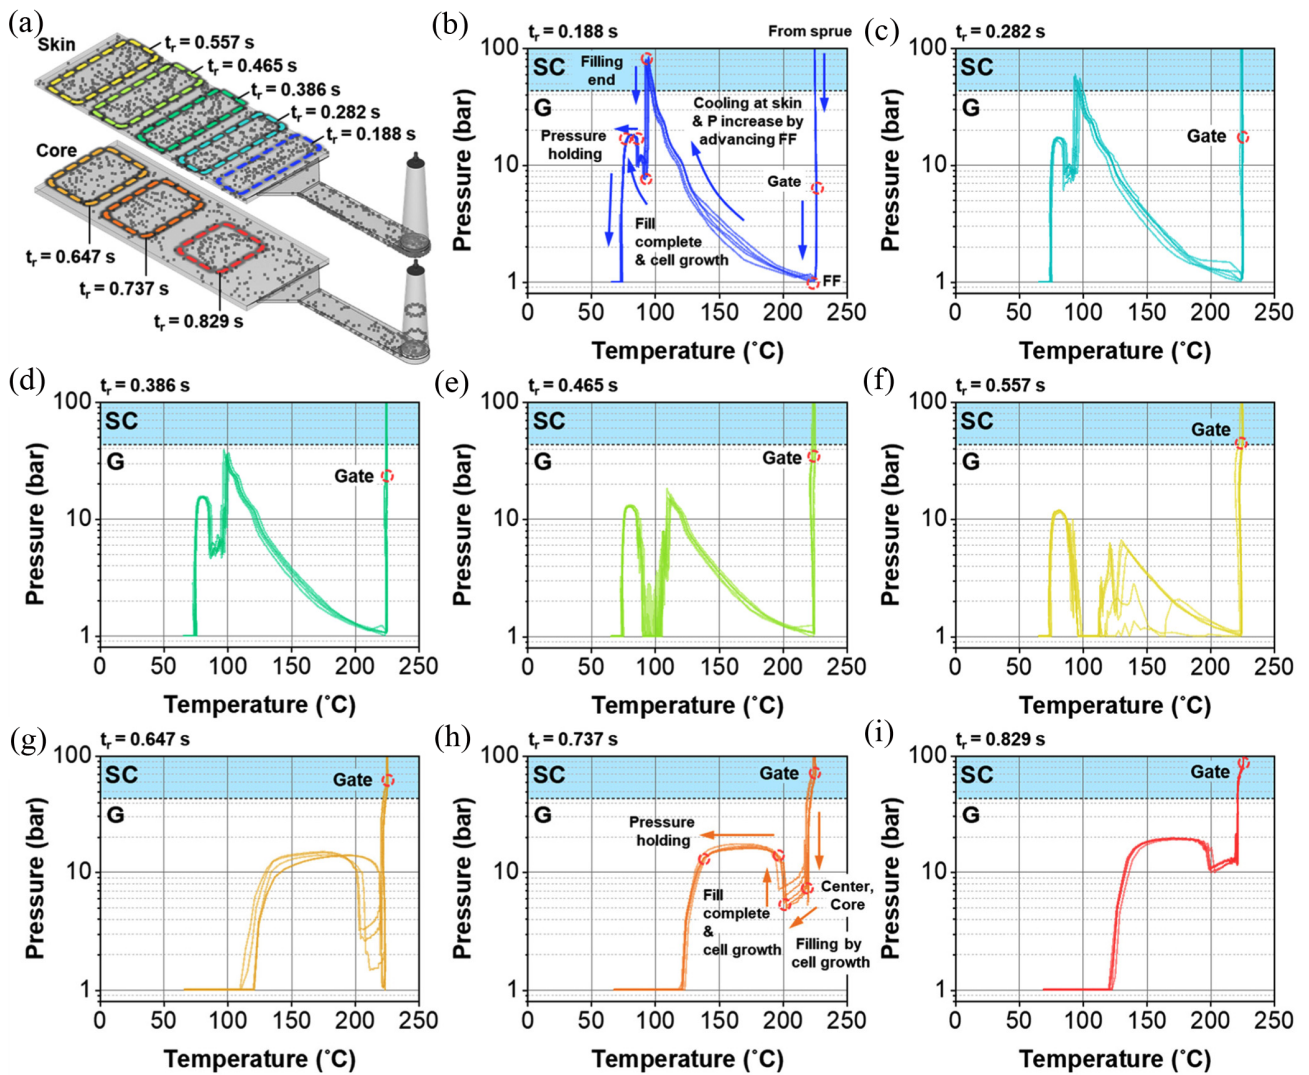 (a)
Skin
tr = 0.557 s
tr = 0.465 s
tr = 0.386 s
tr = 0.282 s
tr = 0.188 s
Core
tr = 0.647 s
tr = 0.737 s
tr = 0.829 s
(b)
tr = 0.188 s
From sprue
SC
G
Filling
end
Pressure
holding
Cooling at skin
& P increase by
advancing FF
Gate
Fill
complete
& cell growth
FF
100
10
1
Pressure (bar)
0 50 100 150 200 250
Temperature (˚C)
(c)
tr = 0.282 s
SC
G
Gate
100
10
1
Pressure (bar)
0 50 100 150 200 250
Temperature (˚C)
(d)
tr = 0.386 s
SC
G
Gate
100
10
1
Pressure (bar)
0 50 100 150 200 250
Temperature (˚C)
(e)
tr = 0.465 s
SC
G
Gate
100
10
1
Pressure (bar)
0 50 100 150 200 250
Temperature (˚C)
(f)
tr = 0.557 s
SC
G
Gate
100
10
1
Pressure (bar)
0 50 100 150 200 250
Temperature (˚C)
(g)
tr = 0.647 s
SC
G
Gate
100
10
1
Pressure (bar)
0 50 100 150 200 250
Temperature (˚C)
(h)
tr = 0.737 s
SC
G
Gate
Pressure
holding
Center,
Core
Fill
complete
&
cell growth
Filling by
cell growth
100
10
1
Pressure (bar)
0 50 100 150 200 250
Temperature (˚C)
(i)
tr = 0.829 s
SC
G
Gate
100
10
1
Pressure (bar)
0 50 100 150 200 250
Temperature (˚C)